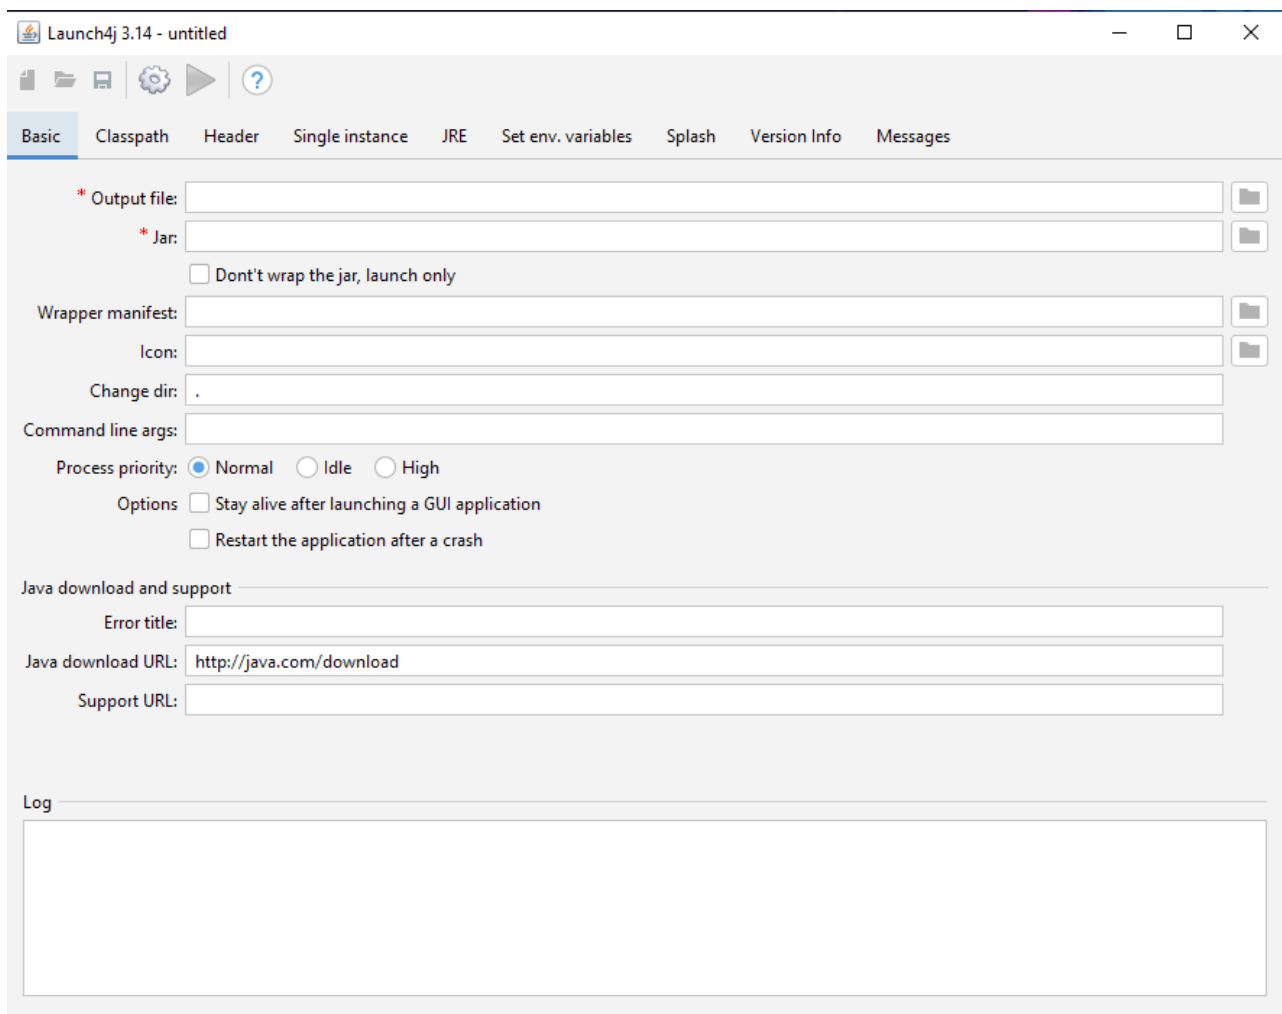 Launch4j 3.14 - untitled
?
Basic Classpath Header Single instance JRE Set env. variables Splash Version Info Messages
* Output file:
* Jar:
Dont't wrap the jar, launch only
Wrapper manifest:
Icon:
Change dir: .
Command line args:
Process priority: Normal Idle High
Options Stay alive after launching a GUI application
Restart the application after a crash
Java download and support
Error title:
Java download URL: http://java.com/download
Support URL:
Log